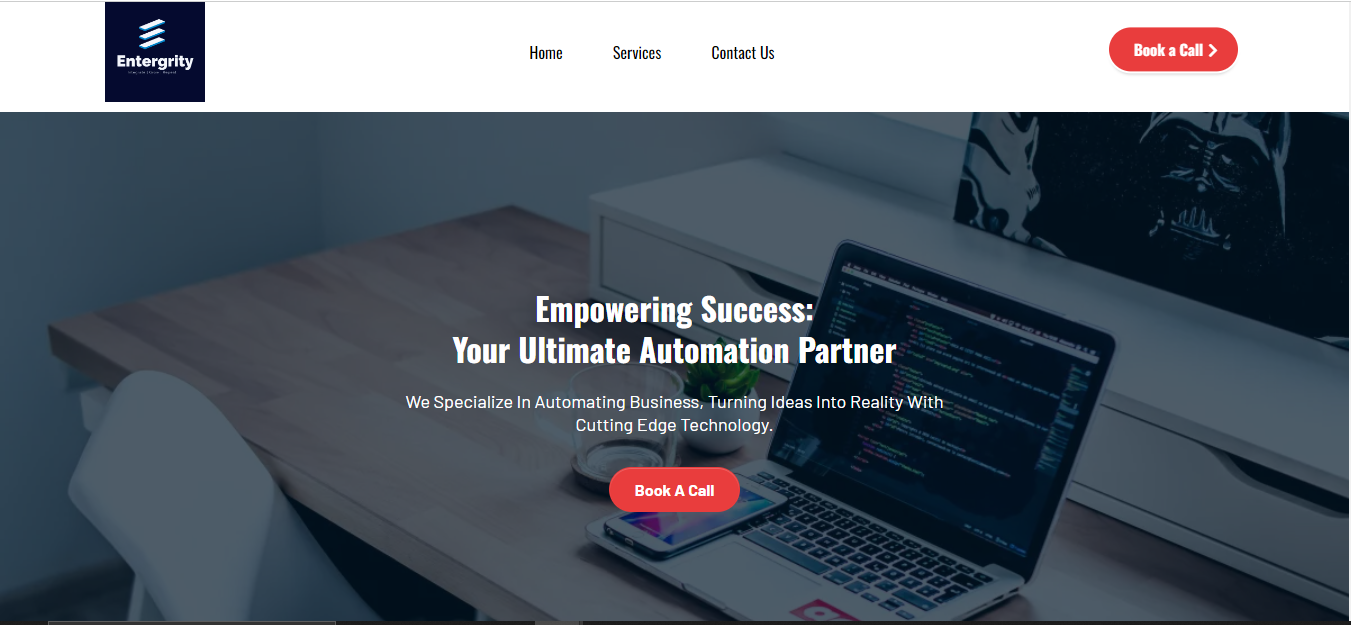 Entergrity
Home
Services
Contact Us
Book a Call
Empowering Success:
Your Ultimate Automation Partner
We Specialize In Automating Business, Turning Ideas Into Reality With
Cutting Edge Technology.
Book A Call